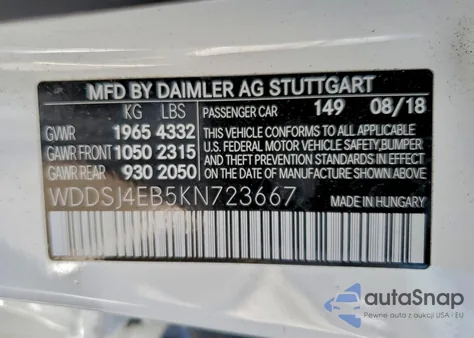 MFD BY DAIMLER AG STUTTGART
KG LBS PASSENGER CAR 149 08/18
GVWR 1965 4332 THIS VEHICLE CONFORMS TO ALL APPLICABLE
GAWR FRONT 1050 2315 U.S. FEDERAL MOTOR VEHICLE SAFETY, BUMPER
AND THEFT PREVENTION STANDARDS IN EFFECT
GAWR REAR 930 2050 ON THE DATE OF MANUFACTURE SHOWN ABOVE.
WDDSJ4EB5KN723667 MADE IN HUNGARY
autoSnap
Pewne auta z aukcji USA i EU